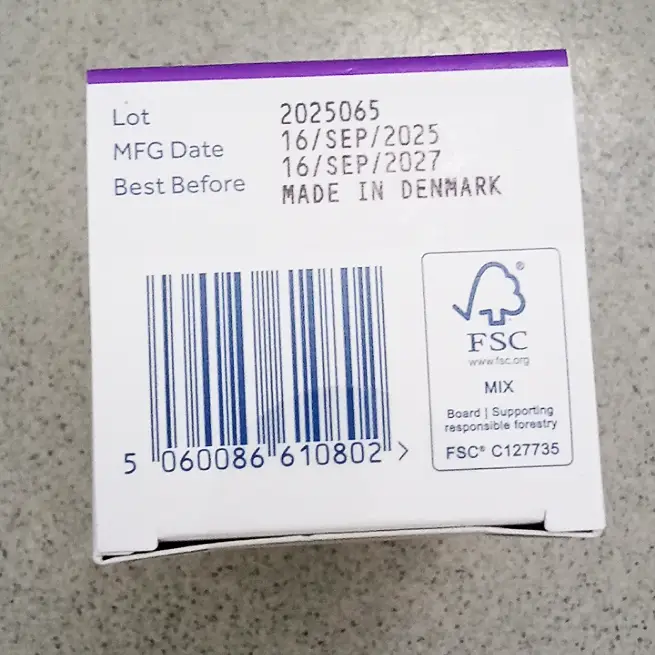 Lot 2025065
MFG Date 16/SEP/2025
Best Before 16/SEP/2027
MADE IN DENMARK
®
FSC
www.fsc.org
MIX
Board | Supporting
responsible forestry
FSC® C127735
5 060086 610802 >